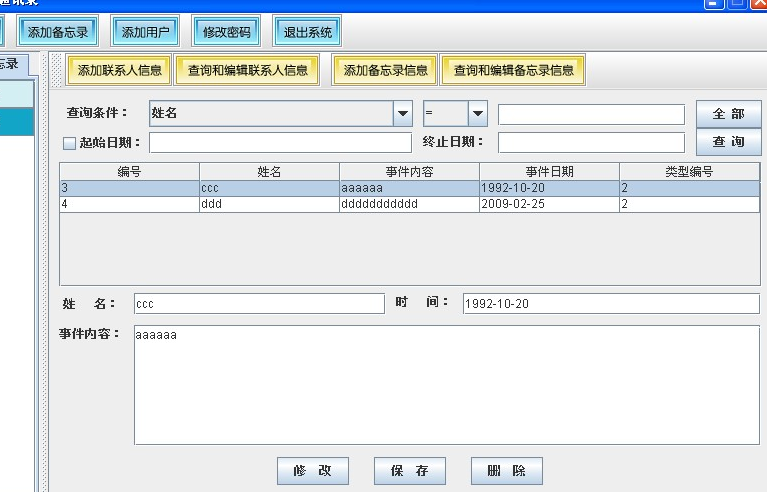 添加备忘录 添加用户 修改密码 退出系统
忘录
添加联系人信息 查询和编辑联系人信息 添加备忘录信息 查询和编辑备忘录信息
查询条件： 姓名 = 全 部
起始日期： 终止日期： 查 询
编号 姓名 事件内容 事件日期 类型编号
3 ccc aaaaaa 1992-10-20 2
4 ddd ddddddddddd 2009-02-25 2
姓 名： ccc 时 间： 1992-10-20
事件内容： aaaaaa
修 改 保 存 删 除